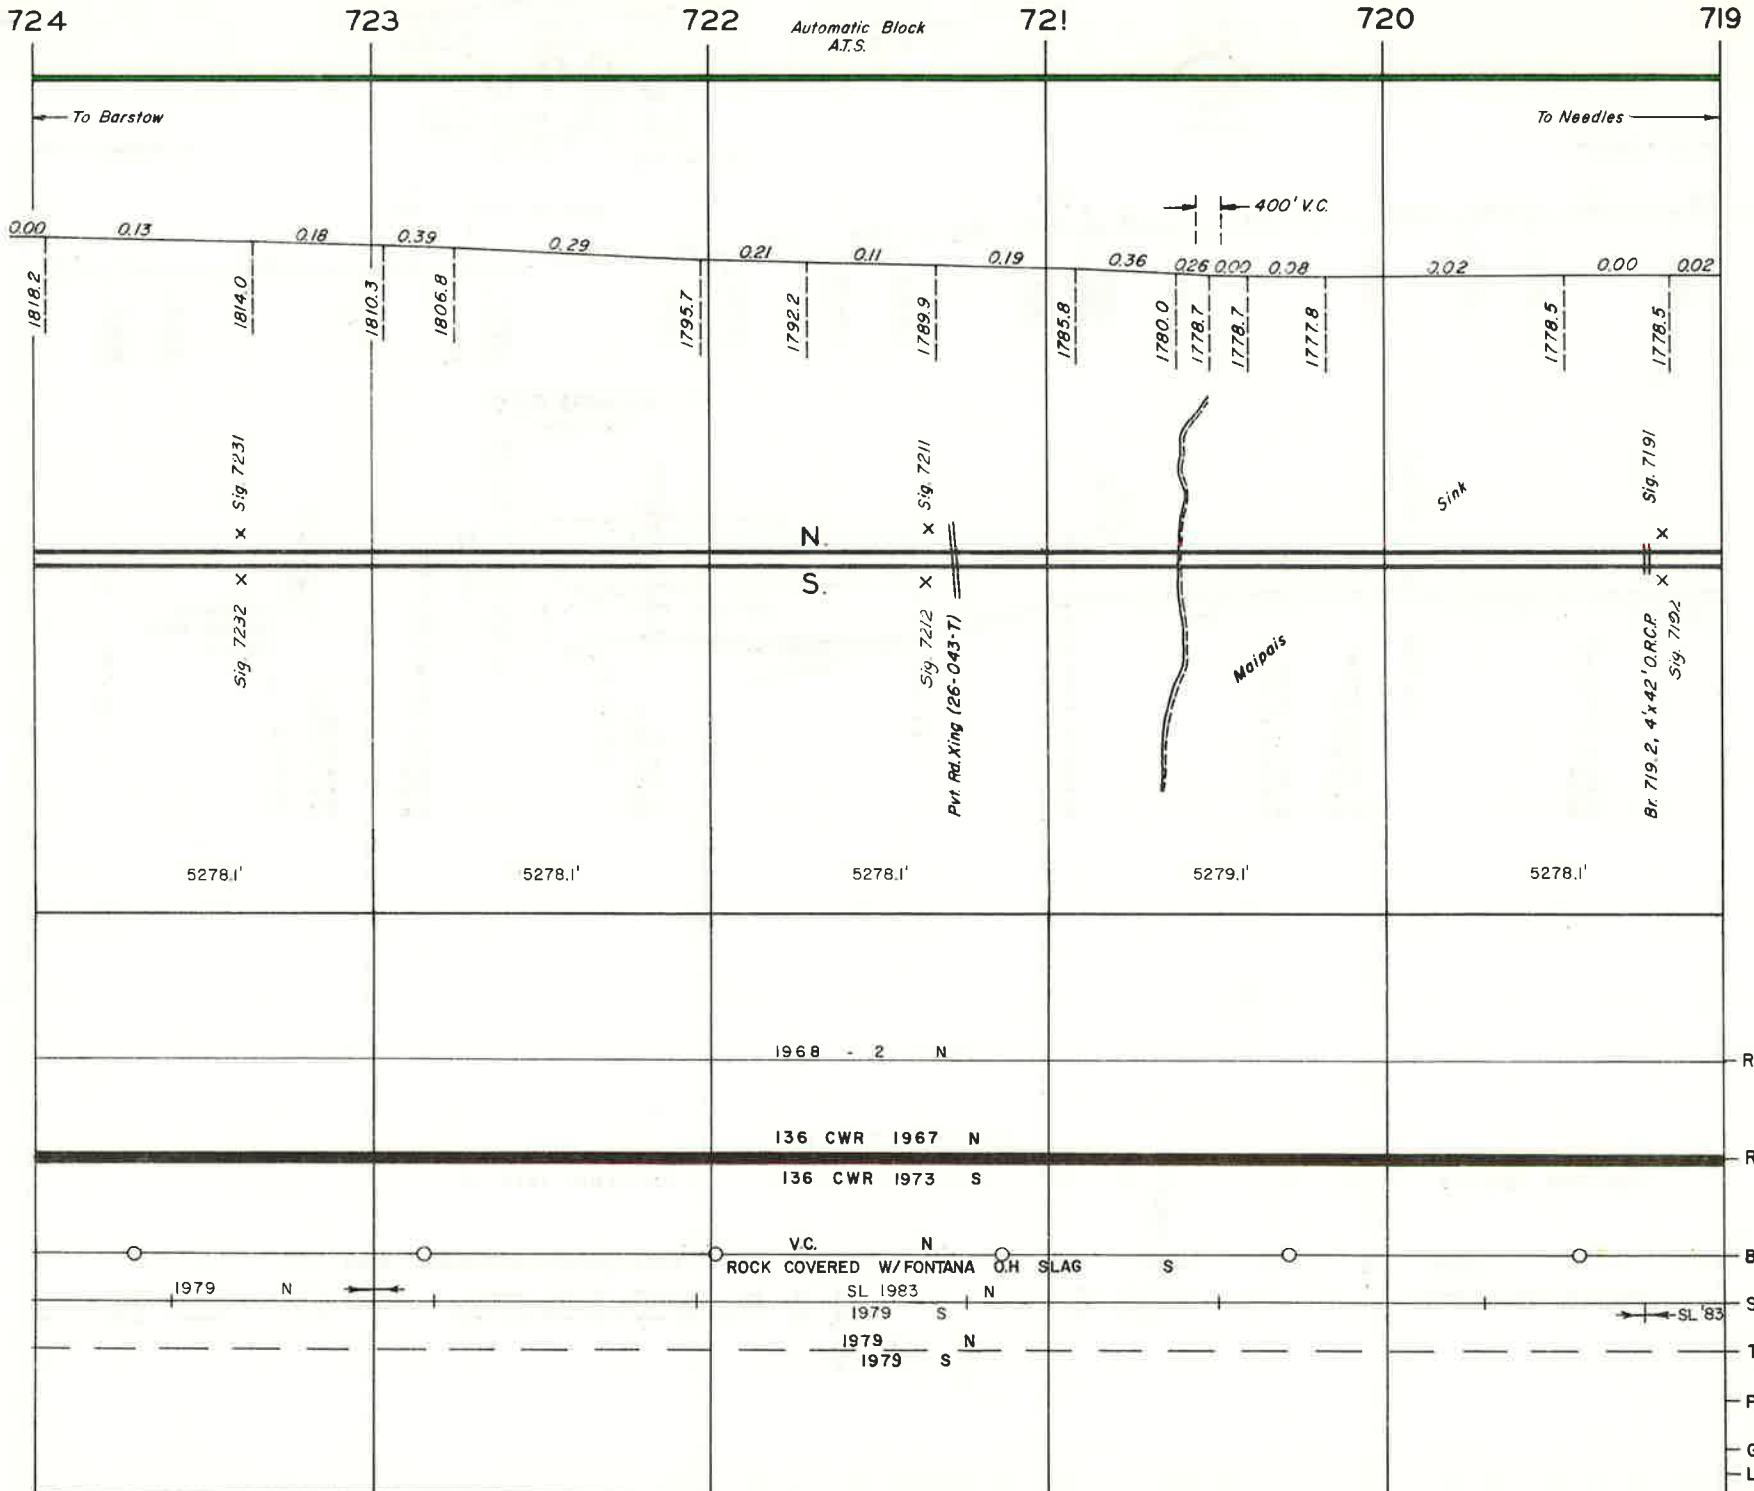 724 723 722 Automatic Block 721 720 719
A.T.S.
To Barstow To Needles
400' V.C.
0.00 0.13 0.18 0.39 0.29 0.21 0.11 0.19 0.36 0.26 0.00 0.08 0.02 0.00 0.02
1818.2 1814.0 1810.3 1806.8 1795.7 1792.2 1789.9 1785.8 1780.0 1778.7 1778.7 1777.8 1778.5 1778.5
Sig. 7231 Sig. 7211 Sink Sig. 7191
N.
S.
Sig. 7232 Sig. 7212 Pvt. Rd. Xing (26-043-T) Malpais Br. 719.2, 4'x42' O.R.C.P. Sig. 7192
5278.1' 5278.1' 5278.1' 5279.1' 5278.1'
1968 - 2 N
R
136 CWR 1967 N
R
136 CWR 1973 S
V.C. N
B
ROCK COVERED W/FONTANA O.H SLAG S
1979 N SL 1983 N
S
1979 S SL '83
1979 N
T
1979 S
P
G
L